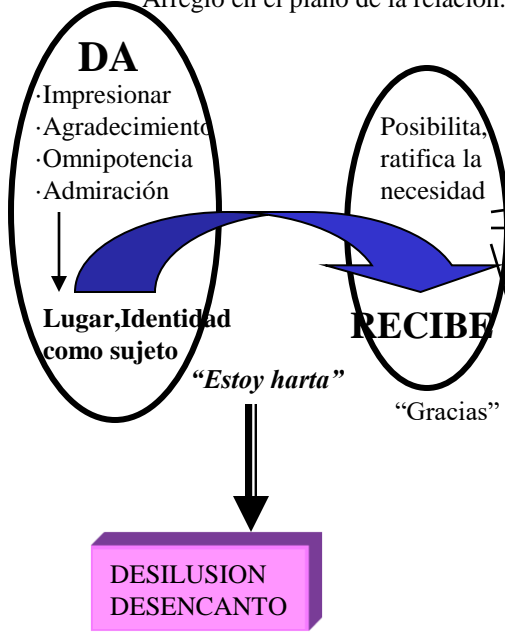 Arreglo en el plano de la relación.
DA
·Impresionar
·Agradecimiento
·Omnipotencia
·Admiración
Lugar,Identidad
como sujeto
Posibilita,
ratifica la
necesidad
RECIBE
“Estoy harta”
“Gracias”
DESILUSION
DESENCANTO